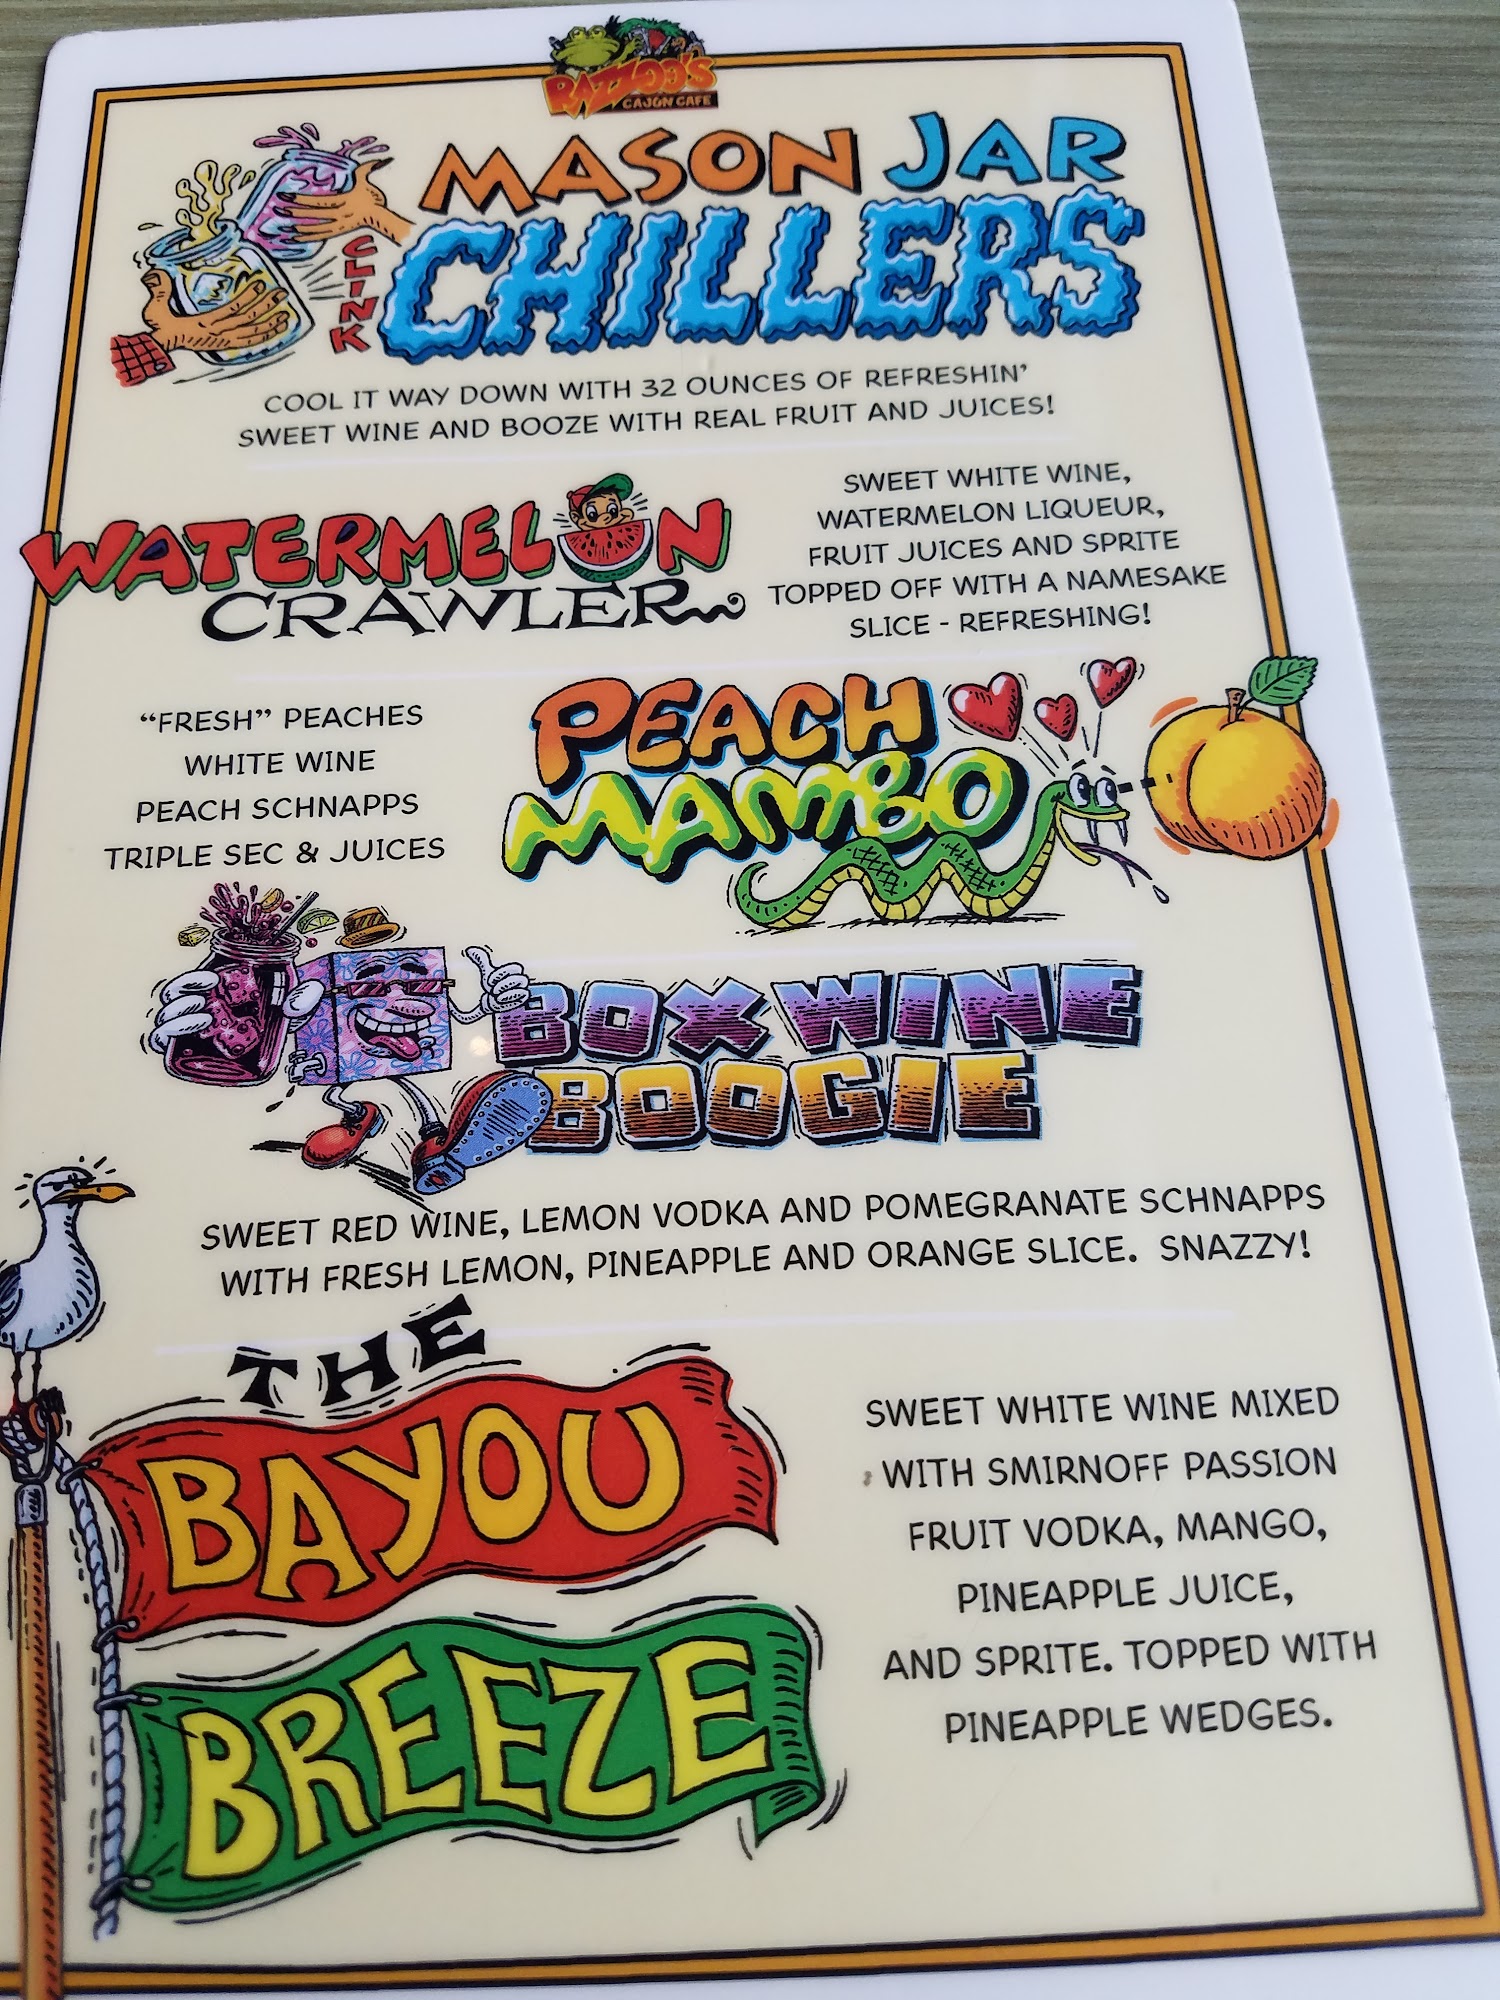 RAZZOO'S
CAJUN CAFE
MASON JAR
CHILLERS
CLINK
COOL IT WAY DOWN WITH 32 OUNCES OF REFRESHIN'
SWEET WINE AND BOOZE WITH REAL FRUIT AND JUICES!
WATERMELON
CRAWLER
SWEET WHITE WINE,
WATERMELON LIQUEUR,
FRUIT JUICES AND SPRITE
TOPPED OFF WITH A NAMESAKE
SLICE - REFRESHING!
"FRESH" PEACHES
WHITE WINE
PEACH SCHNAPPS
TRIPLE SEC & JUICES
PEACH
MAMBO
BOX WINE
BOOGIE
SWEET RED WINE, LEMON VODKA AND POMEGRANATE SCHNAPPS
WITH FRESH LEMON, PINEAPPLE AND ORANGE SLICE. SNAZZY!
THE
BAYOU
BREEZE
SWEET WHITE WINE MIXED
WITH SMIRNOFF PASSION
FRUIT VODKA, MANGO,
PINEAPPLE JUICE,
AND SPRITE. TOPPED WITH
PINEAPPLE WEDGES.